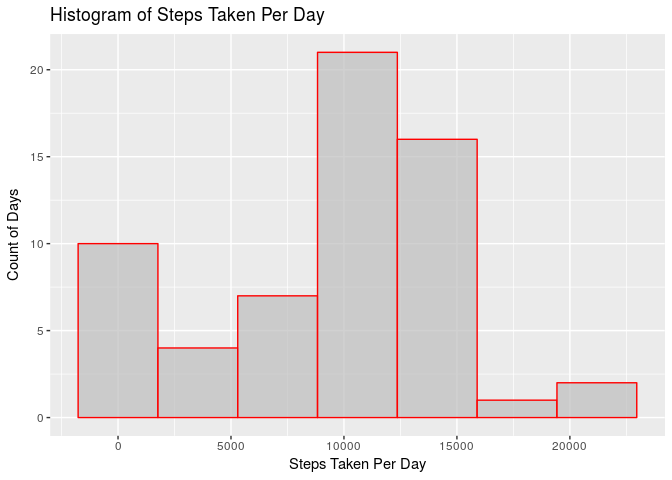 Histogram of Steps Taken Per Day
20
15
10
5
0
Count of Days
0 5000 10000 15000 20000
Steps Taken Per Day